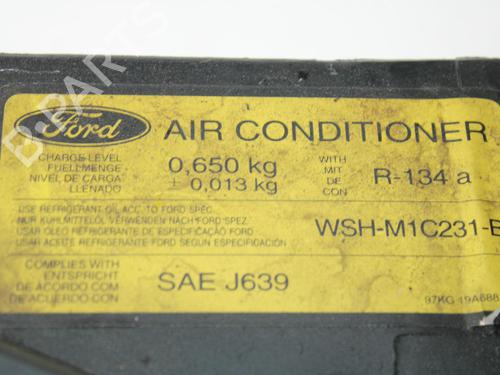 B-PARTS
Ford
AIR CONDITIONER
CHARGE LEVEL
FUELLMENGE
NIVEL DE CARGA
LLENADO
0,650 kg
± 0,013 kg
WITH
MIT
DE
CON
R-134 a
USE REFRIGERANT OIL ACC. TO FORD SPEC.
NUR KÜHLMITTELÖL VERWENDEN NACH FORD SPEZ.
USAR ÓLEO REFRIGERANTE DE ESPECIFICAÇÃO FORD
USAR ACEITE REFRIGERANTE FORD SEGUN ESPECIFICACIÓN
WSH-M1C231-B
COMPLIES WITH
ENTSPRICHT
DE ACORDO COM
DE ACUERDO CON
SAE J639
97KG 19A688